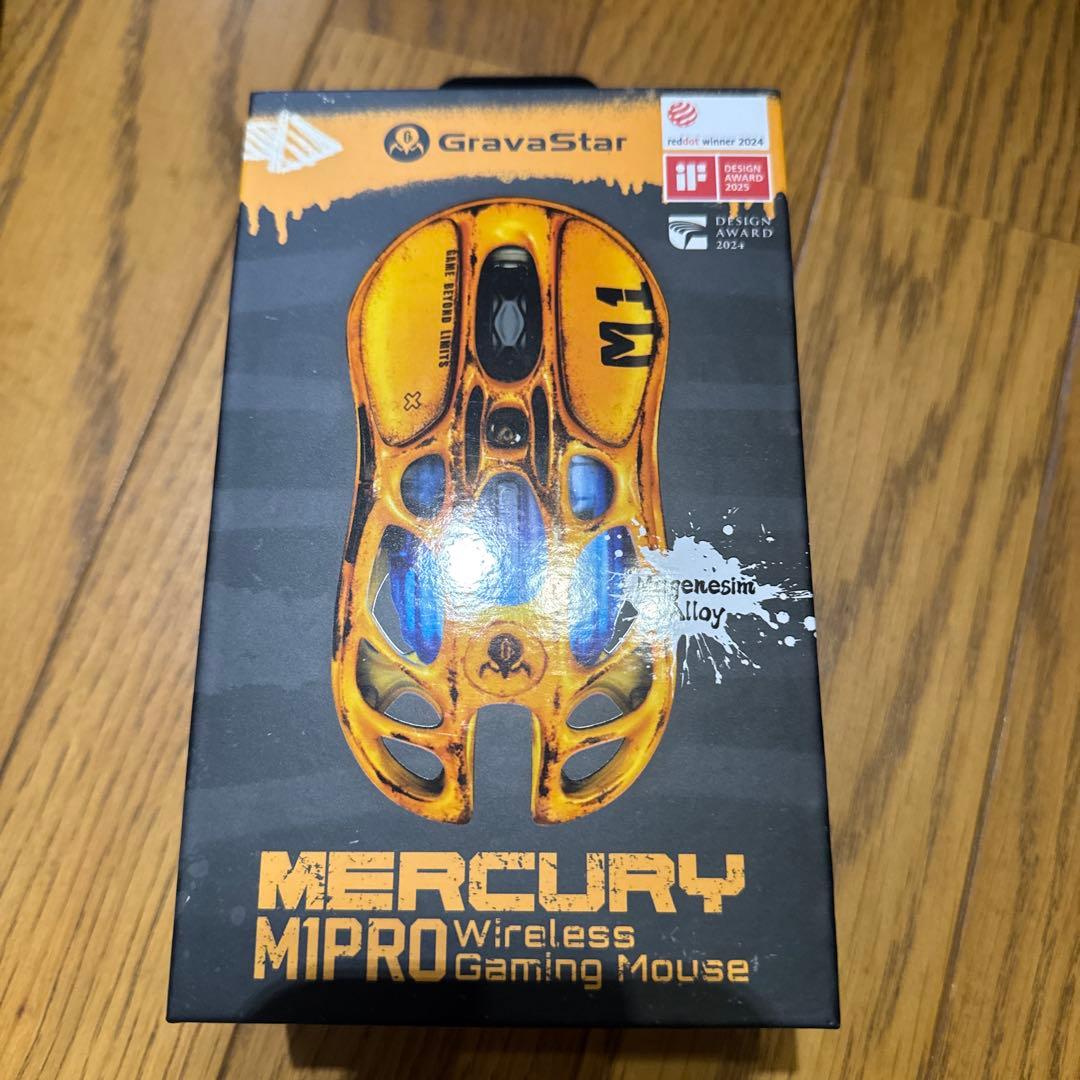 GravaStar
reddot winner 2024
iF
DESIGN
AWARD
2025
DESIGN
AWARD
2024
GAME BEYOND LIMITS
M1
Magenesim
Alloy
MERCURY
M1PRO
Wireless
Gaming Mouse